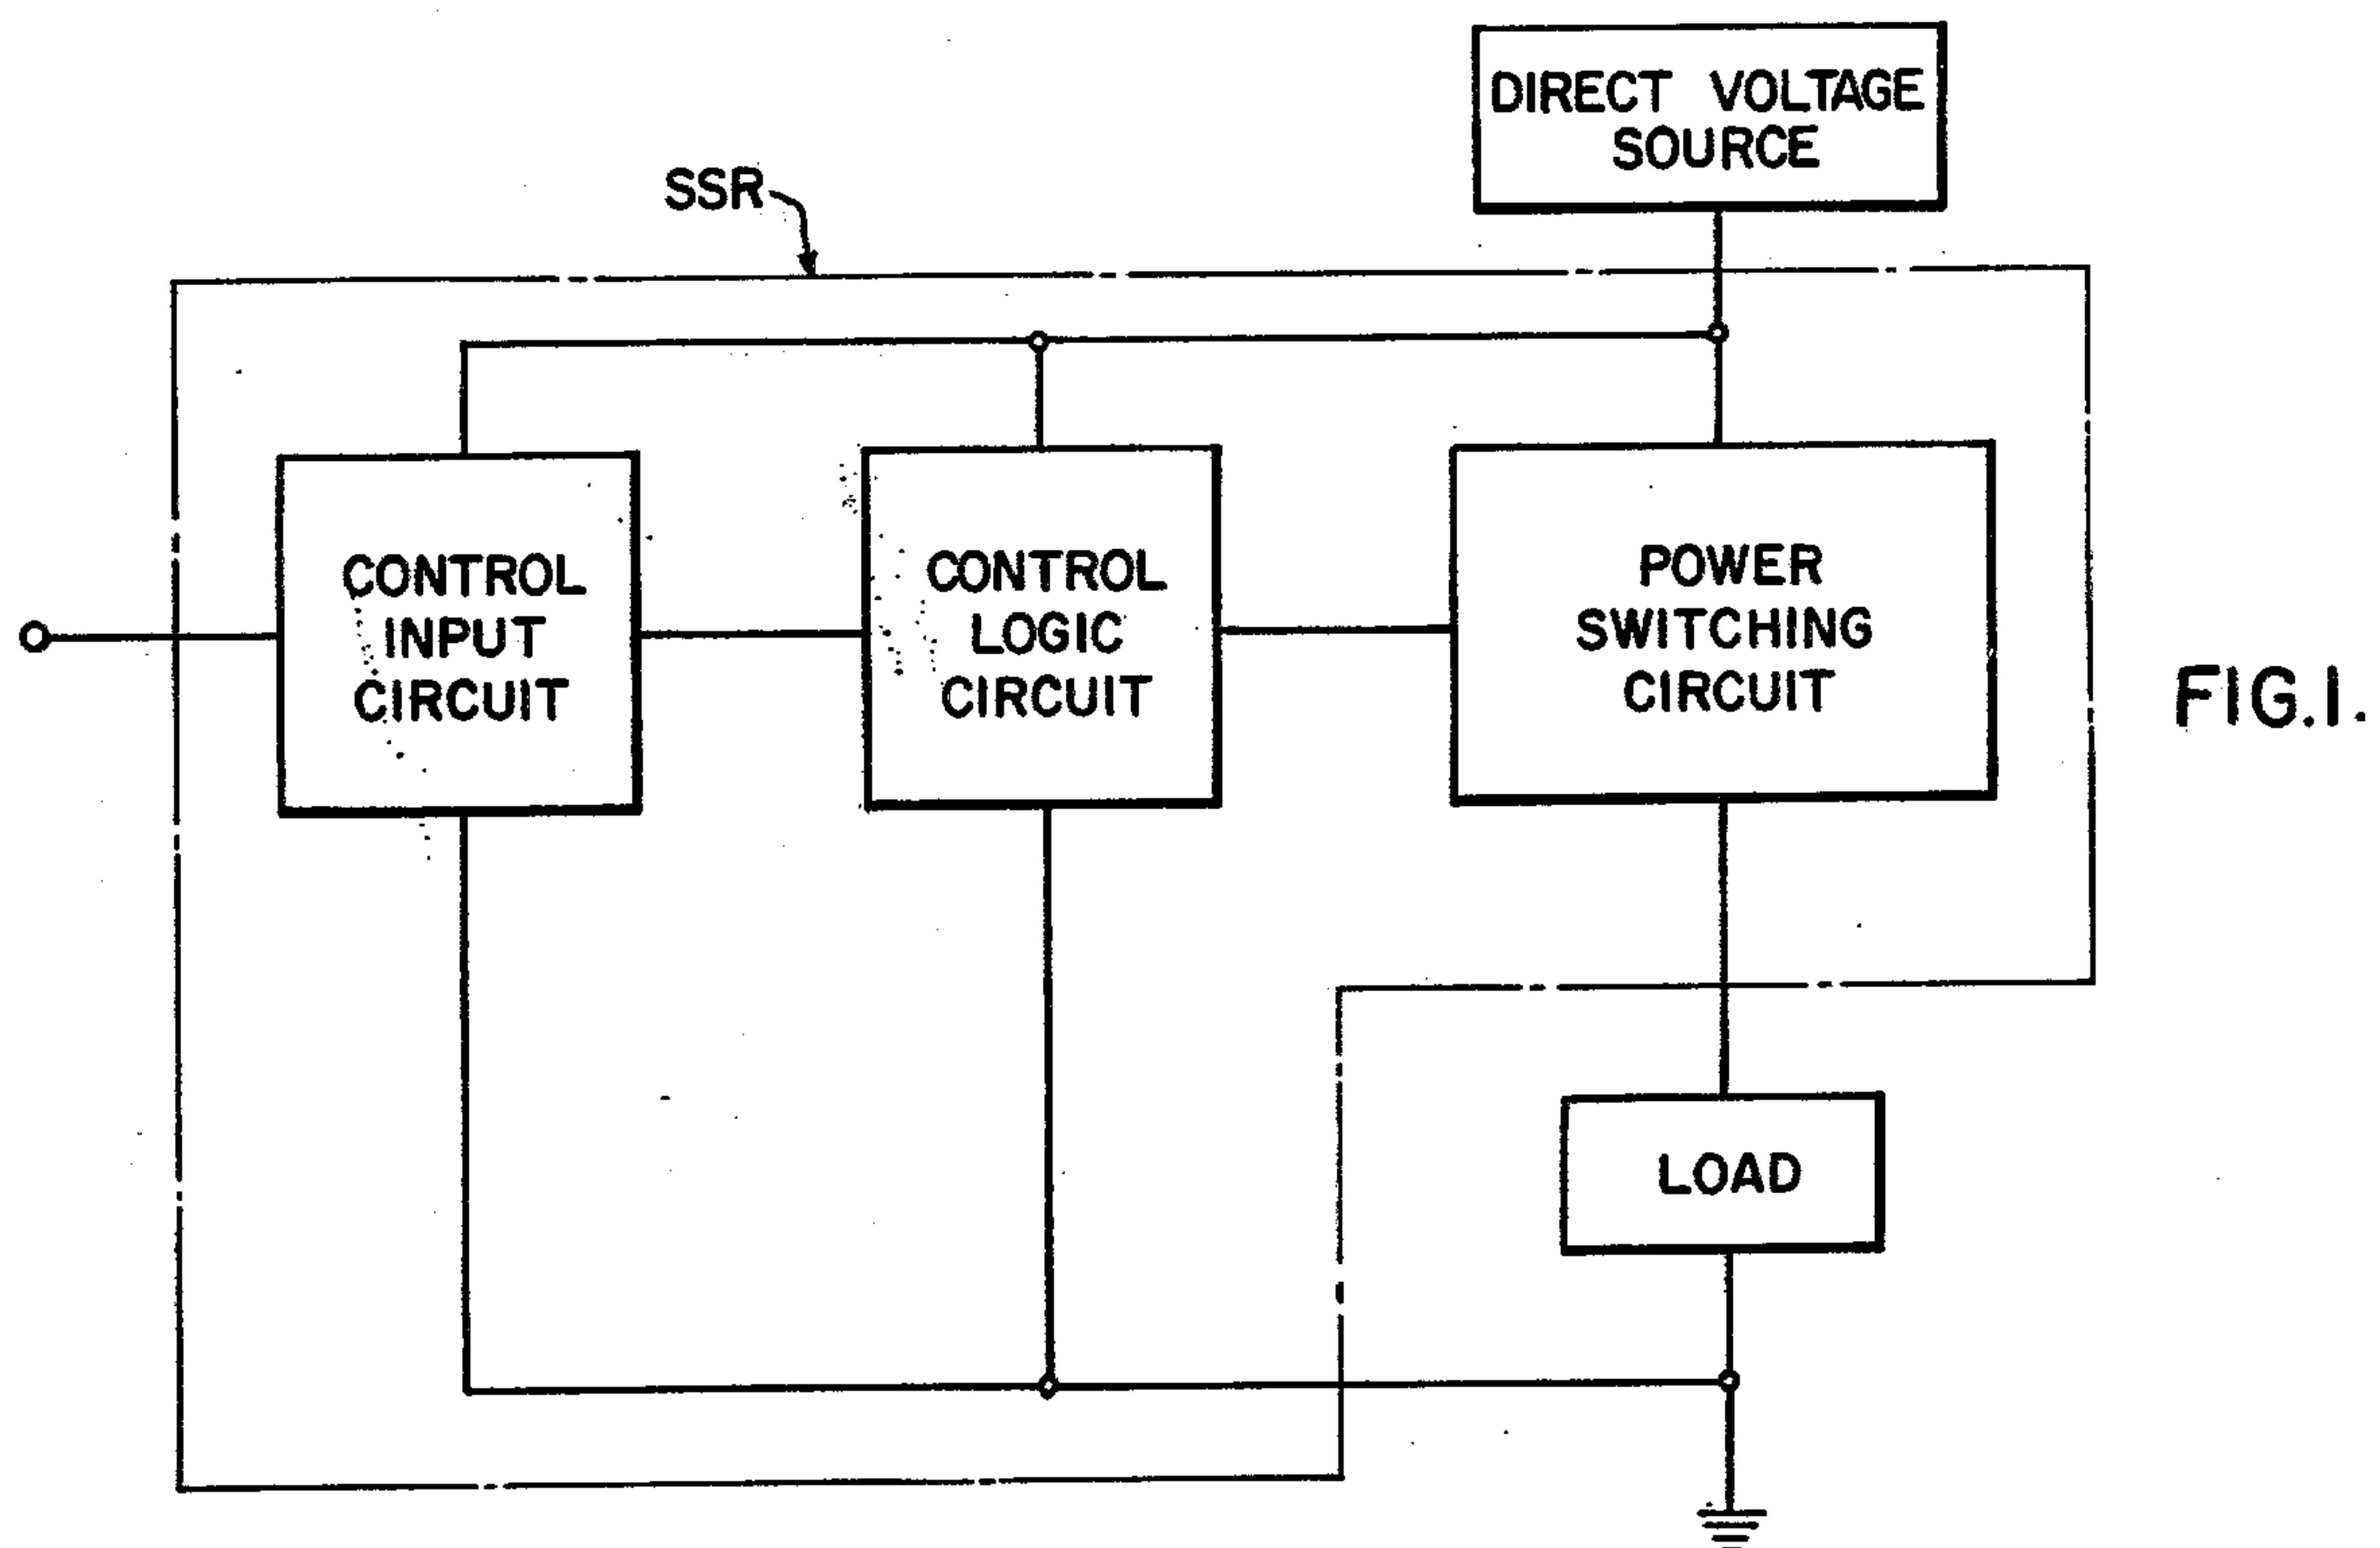 DIRECT VOLTAGE
SOURCE
SSR
CONTROL
INPUT
CIRCUIT
CONTROL
LOGIC
CIRCUIT
POWER
SWITCHING
CIRCUIT
FIG.1.
LOAD